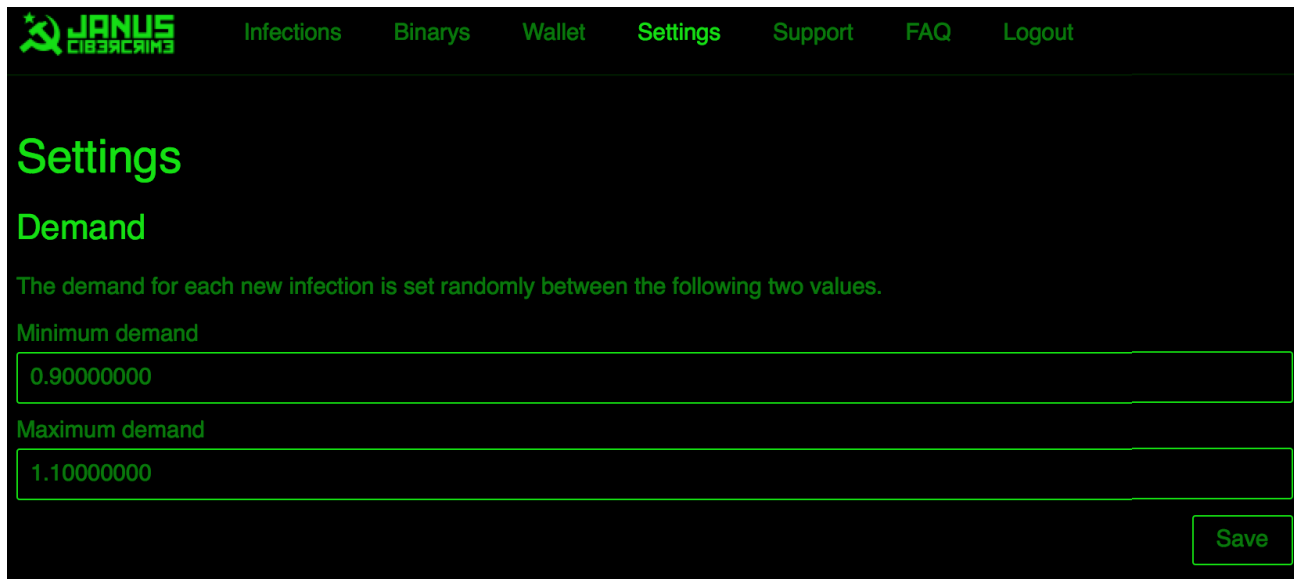 JANUS
CIBERCRIME
Infections Binarys Wallet Settings Support FAQ Logout
Settings
Demand
The demand for each new infection is set randomly between the following two values.
Minimum demand
0.90000000
Maximum demand
1.10000000
Save